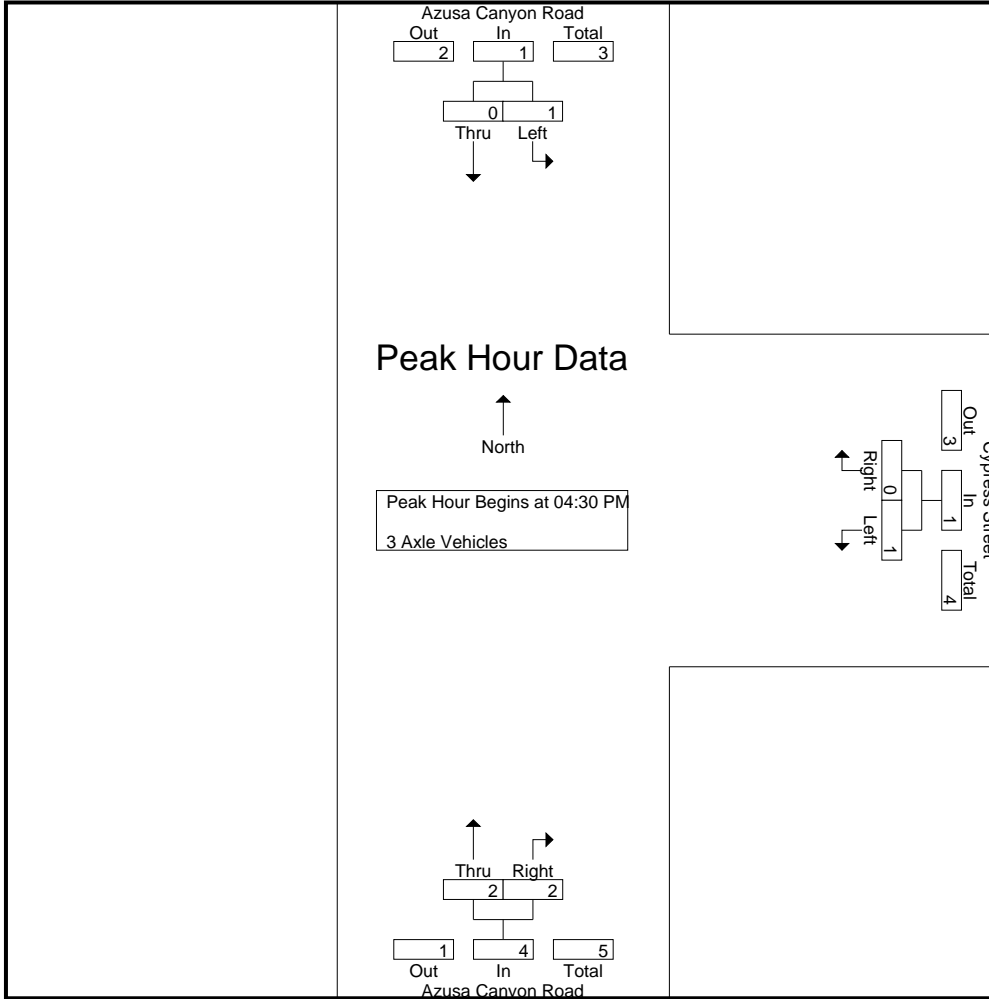 Azusa Canyon Road
Out In Total
2 1 3
0 1
Thru Left
Peak Hour Data
North
Peak Hour Begins at 04:30 PM
3 Axle Vehicles
Cypress Street
Out In Total
3 1 4
0 1
Right Left
Thru Right
2 2
1 4 5
Out In Total
Azusa Canyon Road